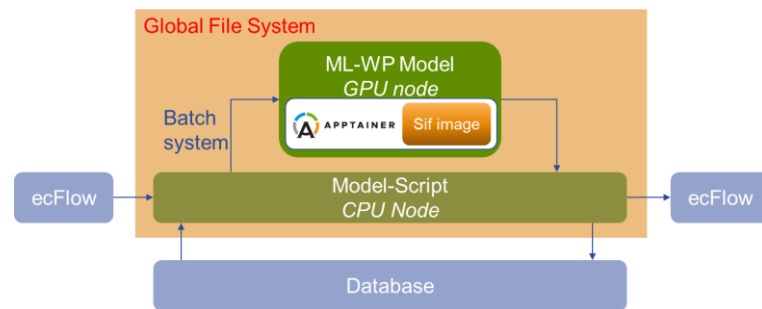 Global File System
ML-WP Model
GPU node
APPTAINER
Sif image
Batch
system
ecFlow
Model-Script
CPU Node
ecFlow
Database